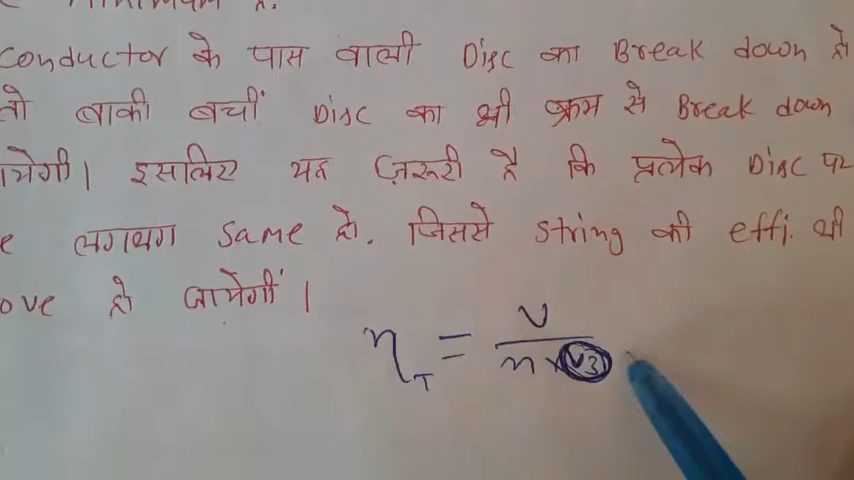 conductor के पास वाली Disc का Break down हो
तो बाकी बचीं Disc का भी क्रम से Break down
जायेगी। इसलिए यह ज़रूरी है कि प्रत्येक Disc पर
लगभग same हो. जिससे string की effi. भी
ove हो जायेगीं।
η_T = V / n × V3